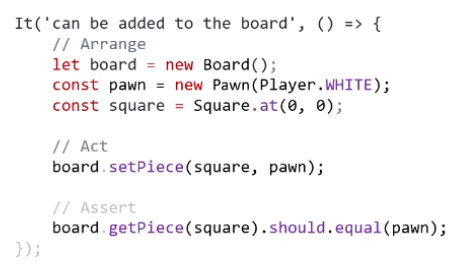 It('can be added to the board', () => {
// Arrange
let board = new Board();
const pawn = new Pawn(Player.WHITE);
const square = Square.at(0, 0);
// Act
board.setPiece(square, pawn);
// Assert
board.getPiece(square).should.equal(pawn);
});